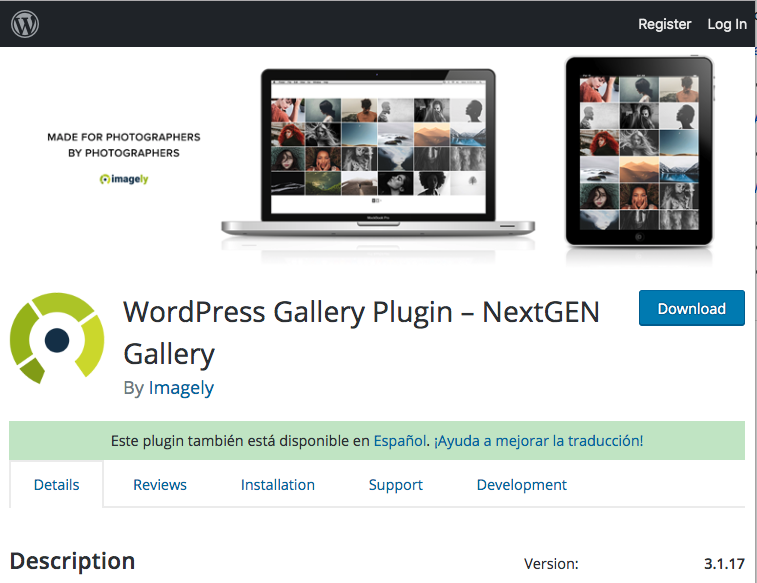 Register Log In
MADE FOR PHOTOGRAPHERS
BY PHOTOGRAPHERS
imagely
WordPress Gallery Plugin – NextGEN
Gallery
Download
By Imagely
Este plugin también está disponible en Español. ¡Ayuda a mejorar la traducción!
Details Reviews Installation Support Development
Description
Version: 3.1.17